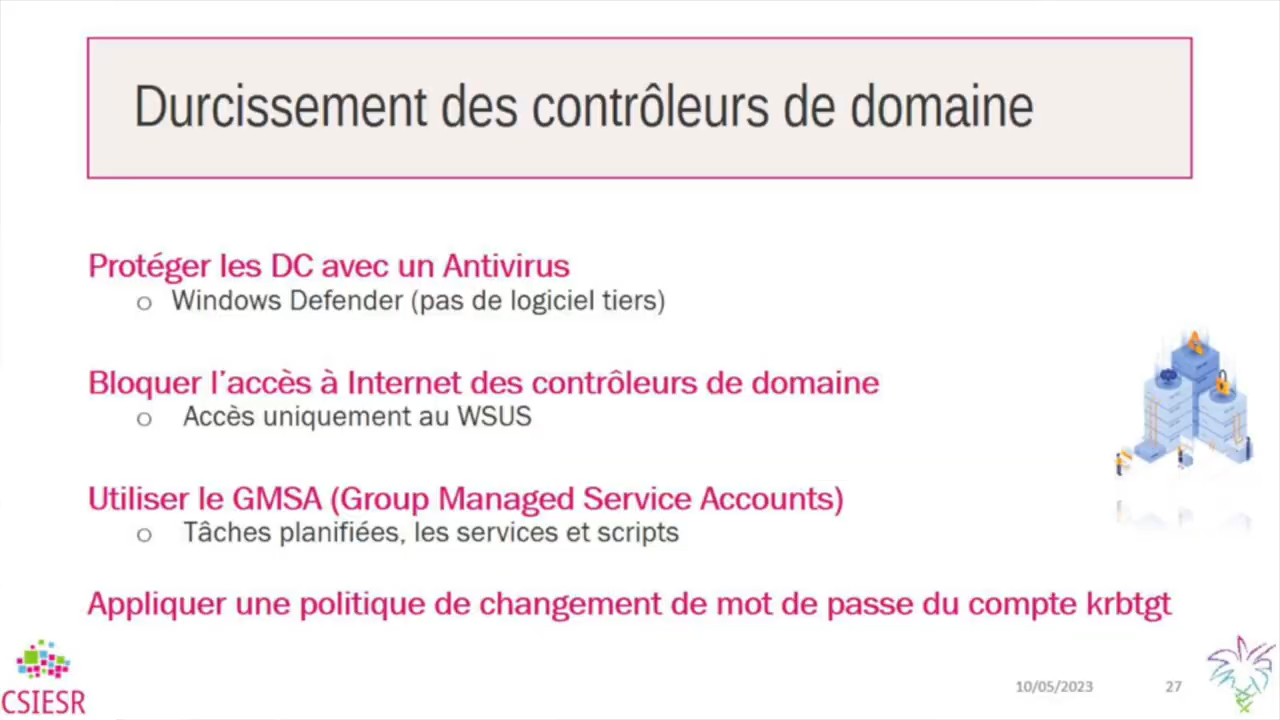 Durcissement des contrôleurs de domaine
Protéger les DC avec un Antivirus
o Windows Defender (pas de logiciel tiers)
Bloquer l’accès à Internet des contrôleurs de domaine
o Accès uniquement au WSUS
Utiliser le GMSA (Group Managed Service Accounts)
o Tâches planifiées, les services et scripts
Appliquer une politique de changement de mot de passe du compte krbtgt
CSIESR
10/05/2023
27